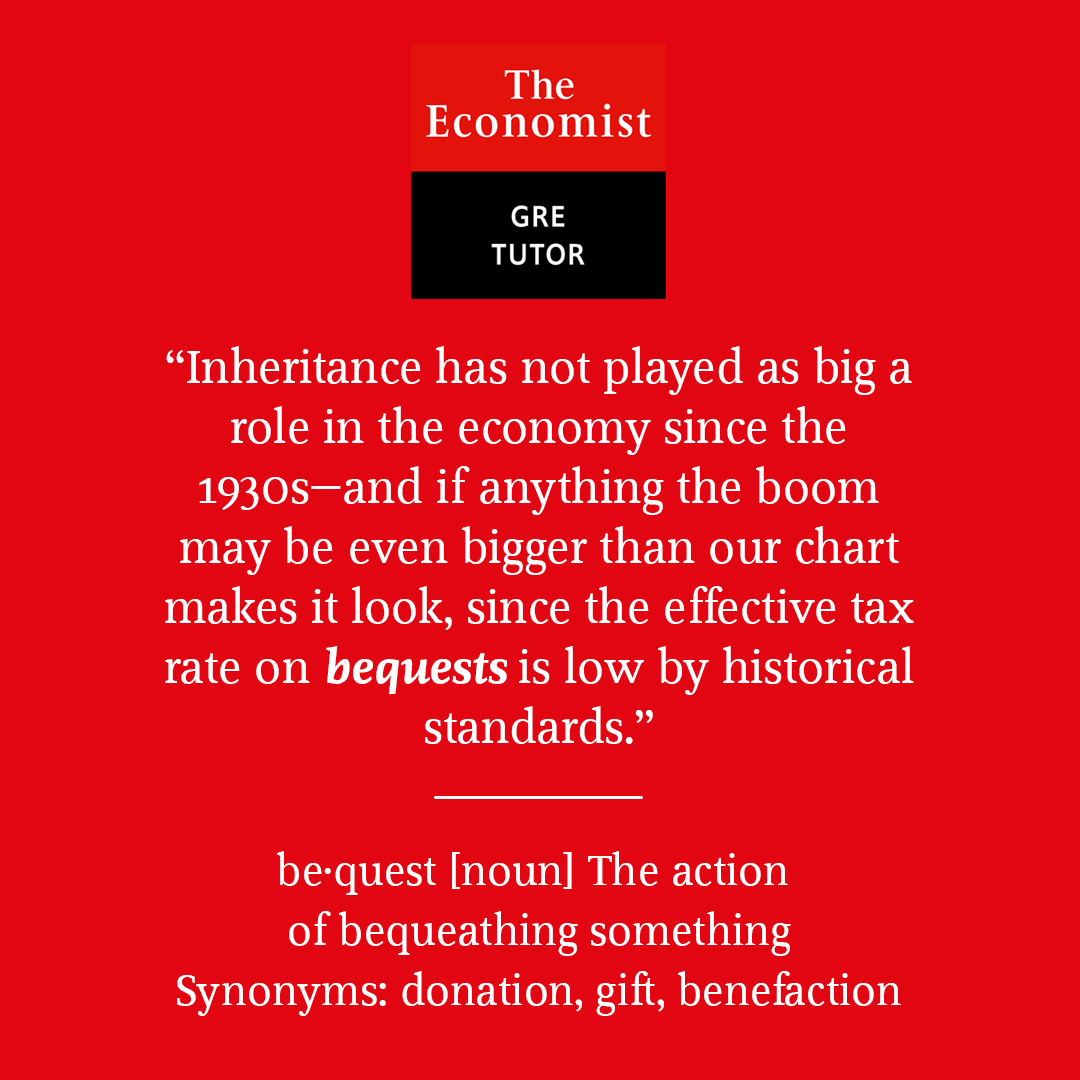 The
Economist
GRE
TUTOR
“Inheritance has not played as big a
role in the economy since the
1930s—and if anything the boom
may be even bigger than our chart
makes it look, since the effective tax
rate on bequests is low by historical
standards.”
be·quest [noun] The action
of bequeathing something
Synonyms: donation, gift, benefaction